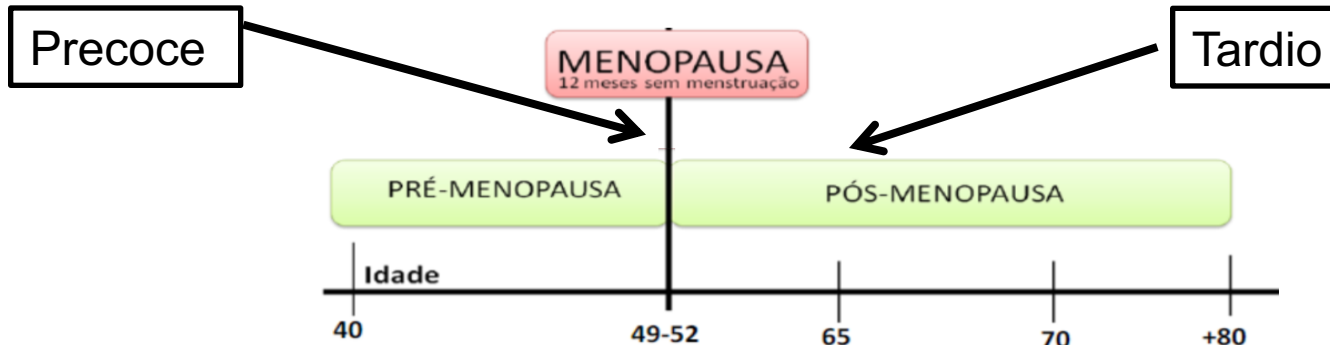 Precoce
MENOPAUSA
12 meses sem menstruação
Tardio
PRÉ-MENOPAUSA
PÓS-MENOPAUSA
Idade
40
49-52
65
70
+80